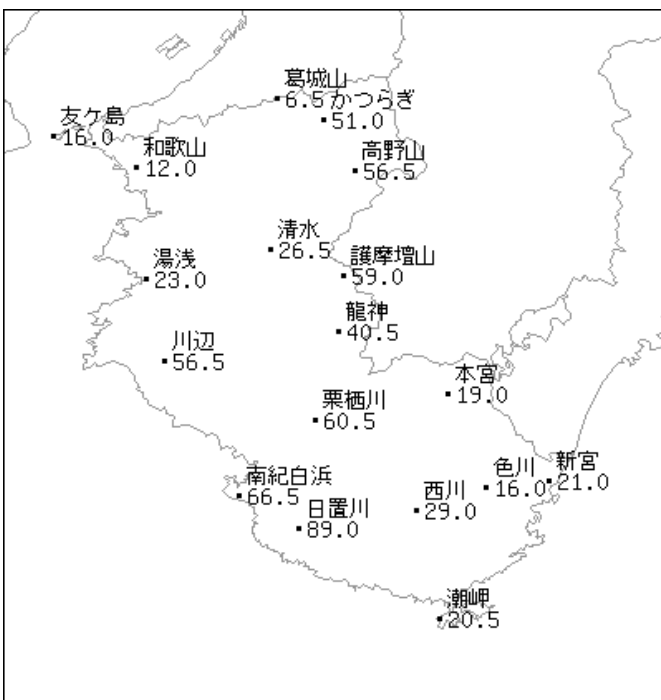 葛城山
6.5 かつらぎ
51.0
友ケ島
16.0
和歌山
12.0
高野山
56.5
清水
26.5
護摩壇山
59.0
湯浅
23.0
龍神
40.5
川辺
56.5
本宮
19.0
栗栖川
60.5
南紀白浜
66.5
日置川
89.0
西川
29.0
色川
16.0
新宮
21.0
潮岬
20.5